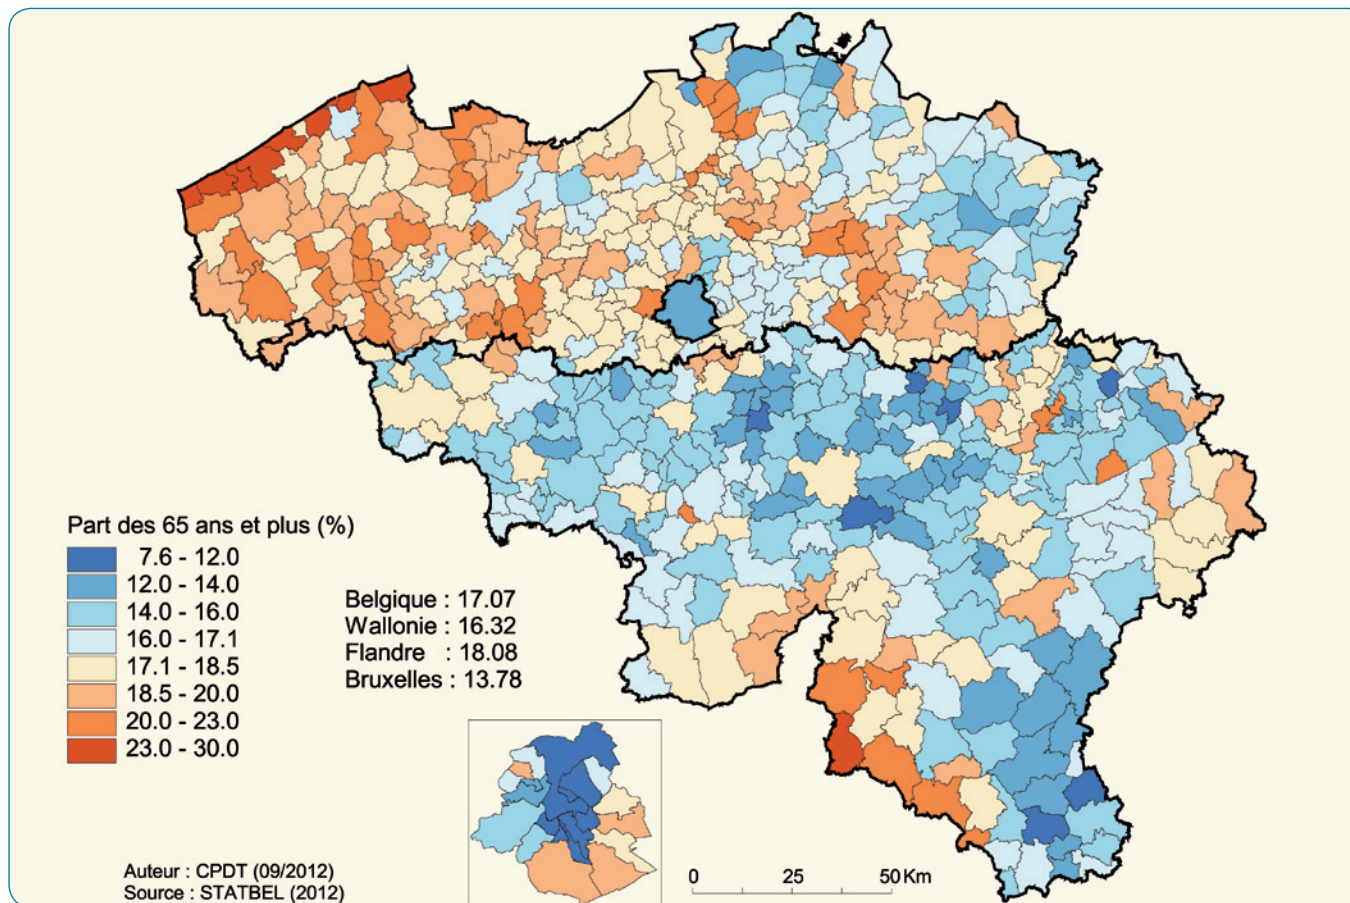 Part des 65 ans et plus (%)
7.6 - 12.0
12.0 - 14.0
14.0 - 16.0
16.0 - 17.1
17.1 - 18.5
18.5 - 20.0
20.0 - 23.0
23.0 - 30.0
Belgique : 17.07
Wallonie : 16.32
Flandre : 18.08
Bruxelles : 13.78
Auteur : CPDT (09/2012)
Source : STATBEL (2012)
0 25 50 Km